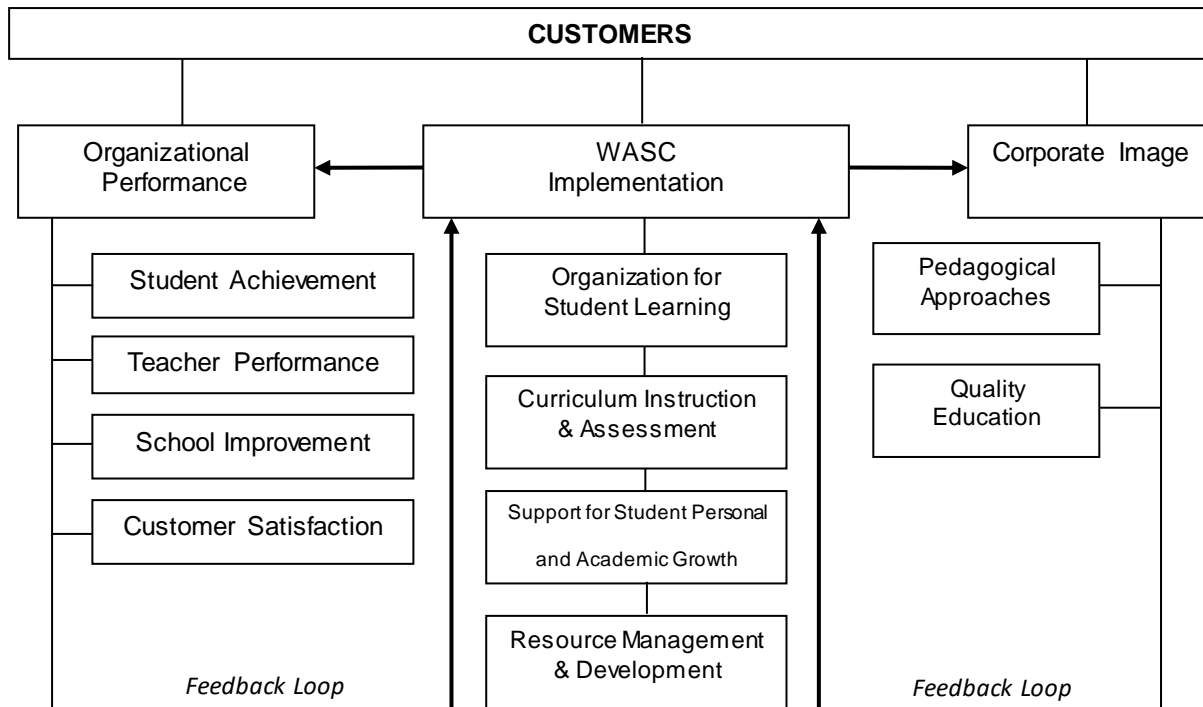 CUSTOMERS
Organizational
Performance
WASC
Implementation
Corporate Image
Student Achievement
Teacher Performance
School Improvement
Customer Satisfaction
Organization for
Student Learning
Curriculum Instruction
& Assessment
Support for Student Personal
and Academic Growth
Resource Management
& Development
Pedagogical
Approaches
Quality
Education
Feedback Loop
Feedback Loop